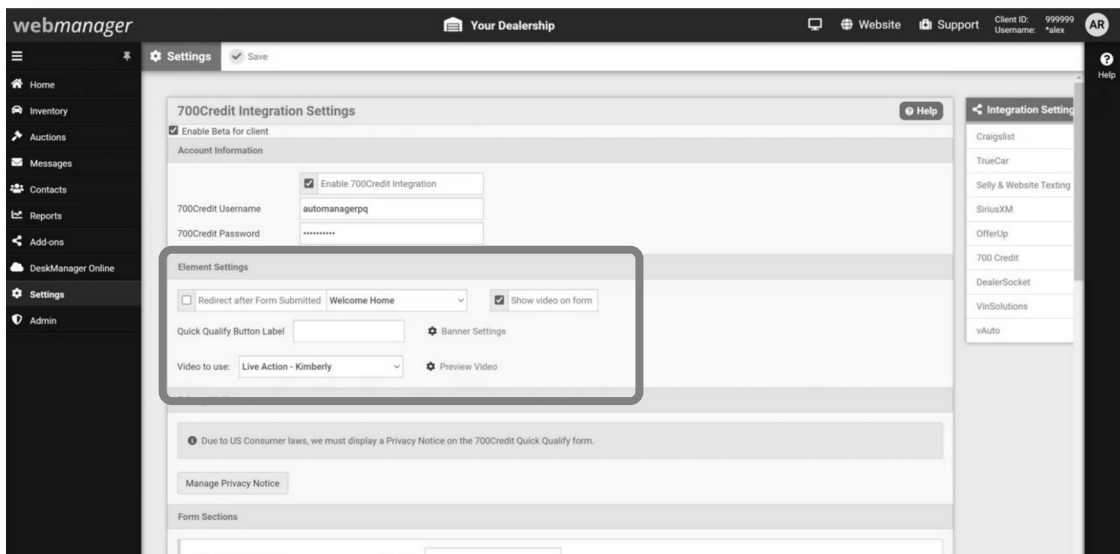 webmanager
Your Dealership
Website
Support
Client ID: 999999
Username: *alex
AR
Settings
Save
Help
Home
Inventory
Auctions
Messages
Contacts
Reports
Add-ons
DeskManager Online
Settings
Admin
700Credit Integration Settings
Help
Enable Beta for client
Account Information
Enable 700Credit Integration
700Credit Username automanagerpq
700Credit Password ••••••••••
Element Settings
Redirect after Form Submitted Welcome Home Show video on form
Quick Qualify Button Label Banner Settings
Video to use: Live Action - Kimberly Preview Video
Due to US Consumer laws, we must display a Privacy Notice on the 700Credit Quick Qualify form.
Manage Privacy Notice
Form Sections
Integration Setting
Craigslist
TrueCar
Selly & Website Texting
SiriusXM
OfferUp
700 Credit
DealerSocket
VinSolutions
vAuto